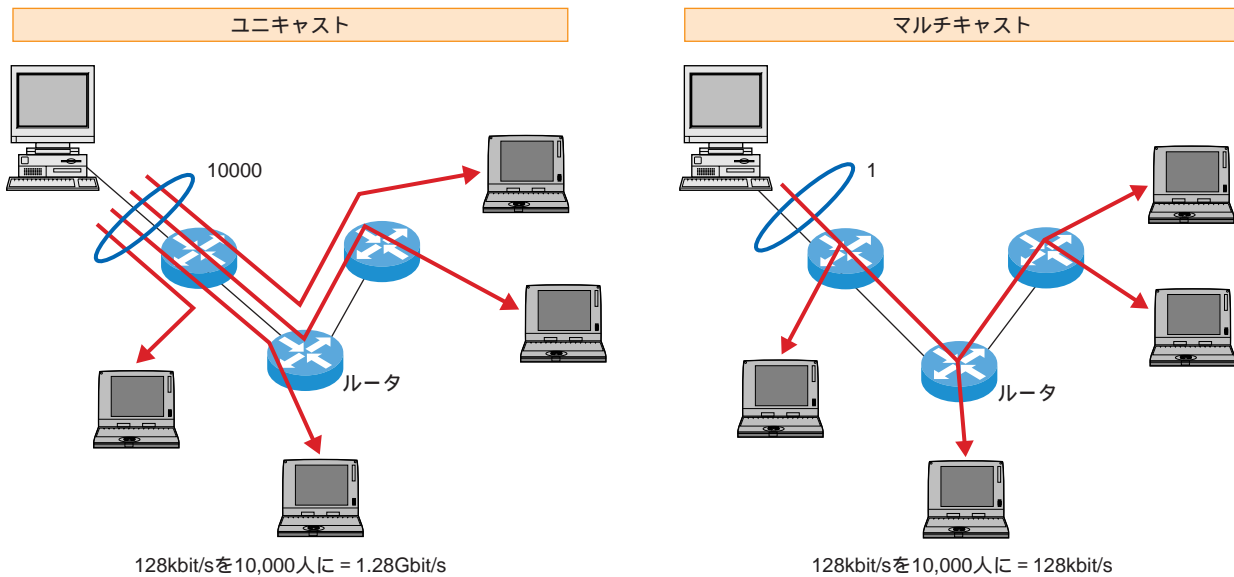 ユニキャスト
マルチキャスト
10000
1
ルータ
ルータ
128kbit/sを10,000人に = 1.28Gbit/s
128kbit/sを10,000人に = 128kbit/s